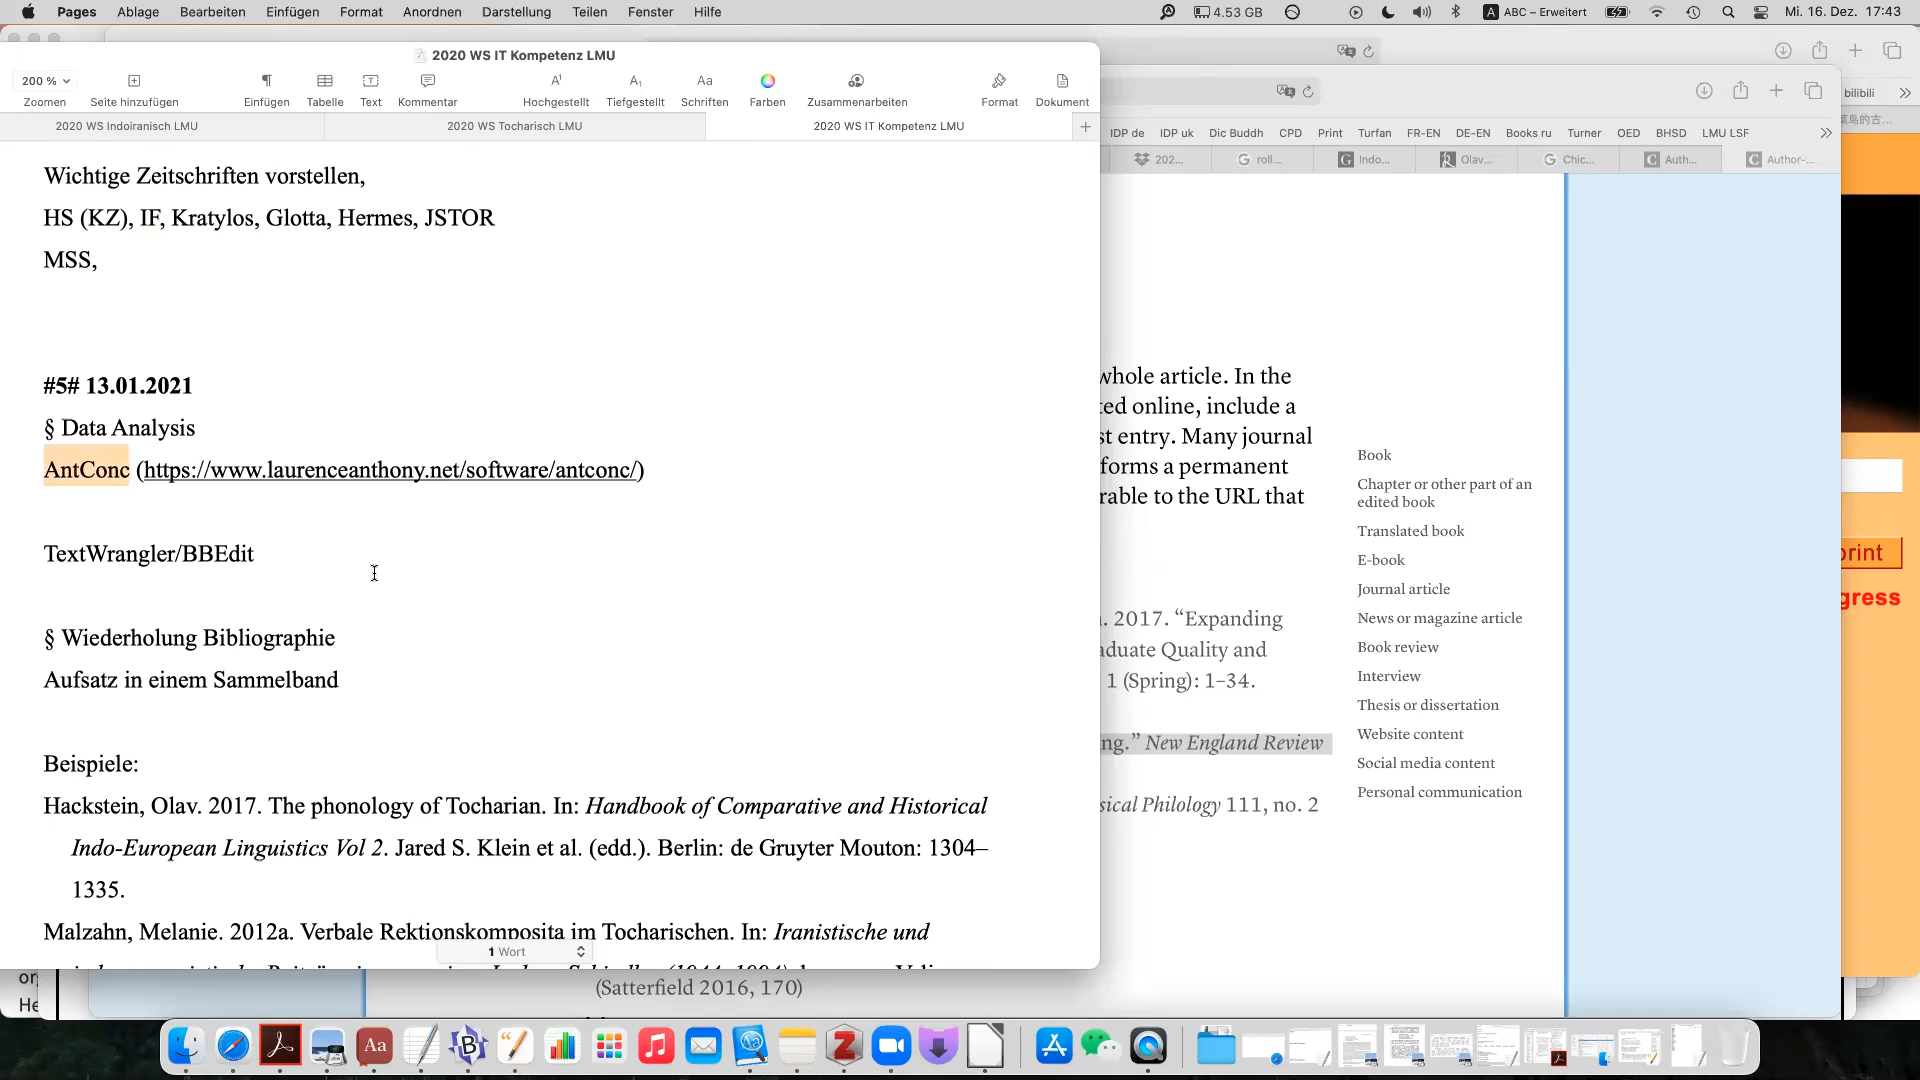 Pages Ablage Bearbeiten Einfügen Format Anordnen Darstellung Teilen Fenster Hilfe 4.53 GB ABC – Erweitert Mi. 16. Dez. 17:43
2020 WS IT Kompetenz LMU
200 %
Zoomen Seite hinzufügen Einfügen Tabelle Text Kommentar Hochgestellt Tiefgestellt Schriften Farben Zusammenarbeiten Format Dokument
2020 WS Indoiranisch LMU 2020 WS Tocharisch LMU 2020 WS IT Kompetenz LMU
Wichtige Zeitschriften vorstellen,
HS (KZ), IF, Kratylos, Glotta, Hermes, JSTOR
MSS,
#5# 13.01.2021
§ Data Analysis
AntConc (https://www.laurenceanthony.net/software/antconc/)
TextWrangler/BBEdit
§ Wiederholung Bibliographie
Aufsatz in einem Sammelband
Beispiele:
Hackstein, Olav. 2017. The phonology of Tocharian. In: Handbook of Comparative and Historical
Indo-European Linguistics Vol 2. Jared S. Klein et al. (edd.). Berlin: de Gruyter Mouton: 1304–
1335.
Malzahn, Melanie. 2012a. Verbale Rektionskomposita im Tocharischen. In: Iranistische und
1 Wort
bilibili
IDP de IDP uk Dic Buddh CPD Print Turfan FR-EN DE-EN Books ru Turner OED BHSD LMU LSF
202... roll... Indo... Olav... Chic... Auth... Author-...
whole article. In the
ted online, include a
st entry. Many journal
forms a permanent
rable to the URL that
. 2017. “Expanding
aduate Quality and
1 (Spring): 1–34.
ng.” New England Review
sical Philology 111, no. 2
(Satterfield 2016, 170)
Book
Chapter or other part of an
edited book
Translated book
E-book
Journal article
News or magazine article
Book review
Interview
Thesis or dissertation
Website content
Social media content
Personal communication
print
gress
He